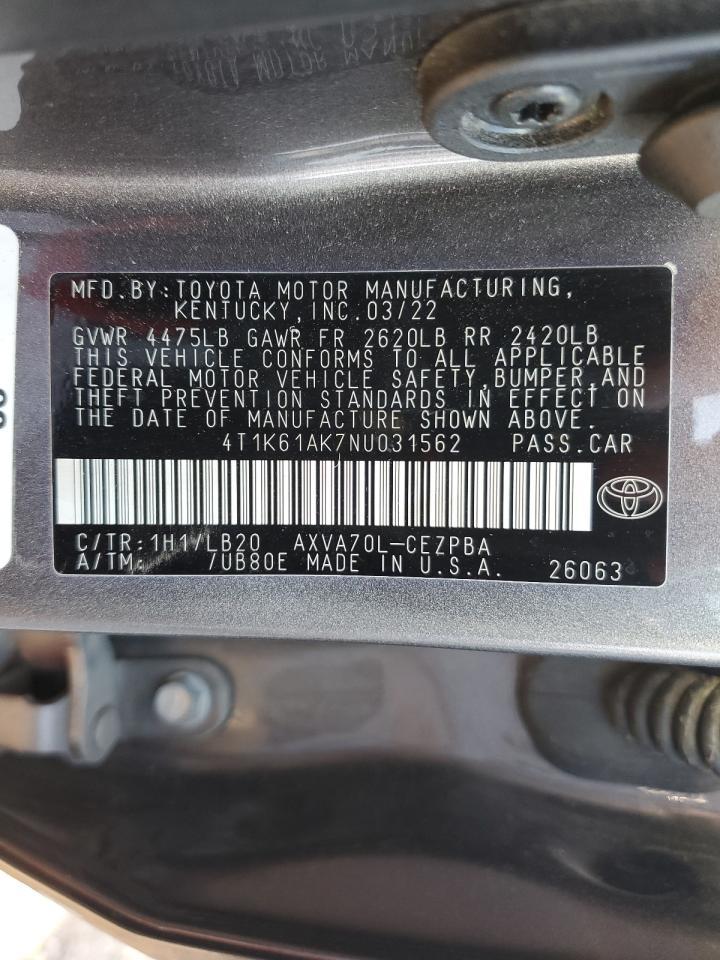 MFD.BY:TOYOTA MOTOR MANUFACTURING,
KENTUCKY,INC.03/22
GVWR 4475LB GAWR FR 2620LB RR 2420LB
THIS VEHICLE CONFORMS TO ALL APPLICABLE
FEDERAL MOTOR VEHICLE SAFETY,BUMPER,AND
THEFT PREVENTION STANDARDS IN EFFECT ON
THE DATE OF MANUFACTURE SHOWN ABOVE.
4T1K61AK7NU031562 PASS.CAR
C/TR:1H1/LB20 AXVA70L-CEZPBA
A/TM: /UB80E MADE IN U.S.A. 26063